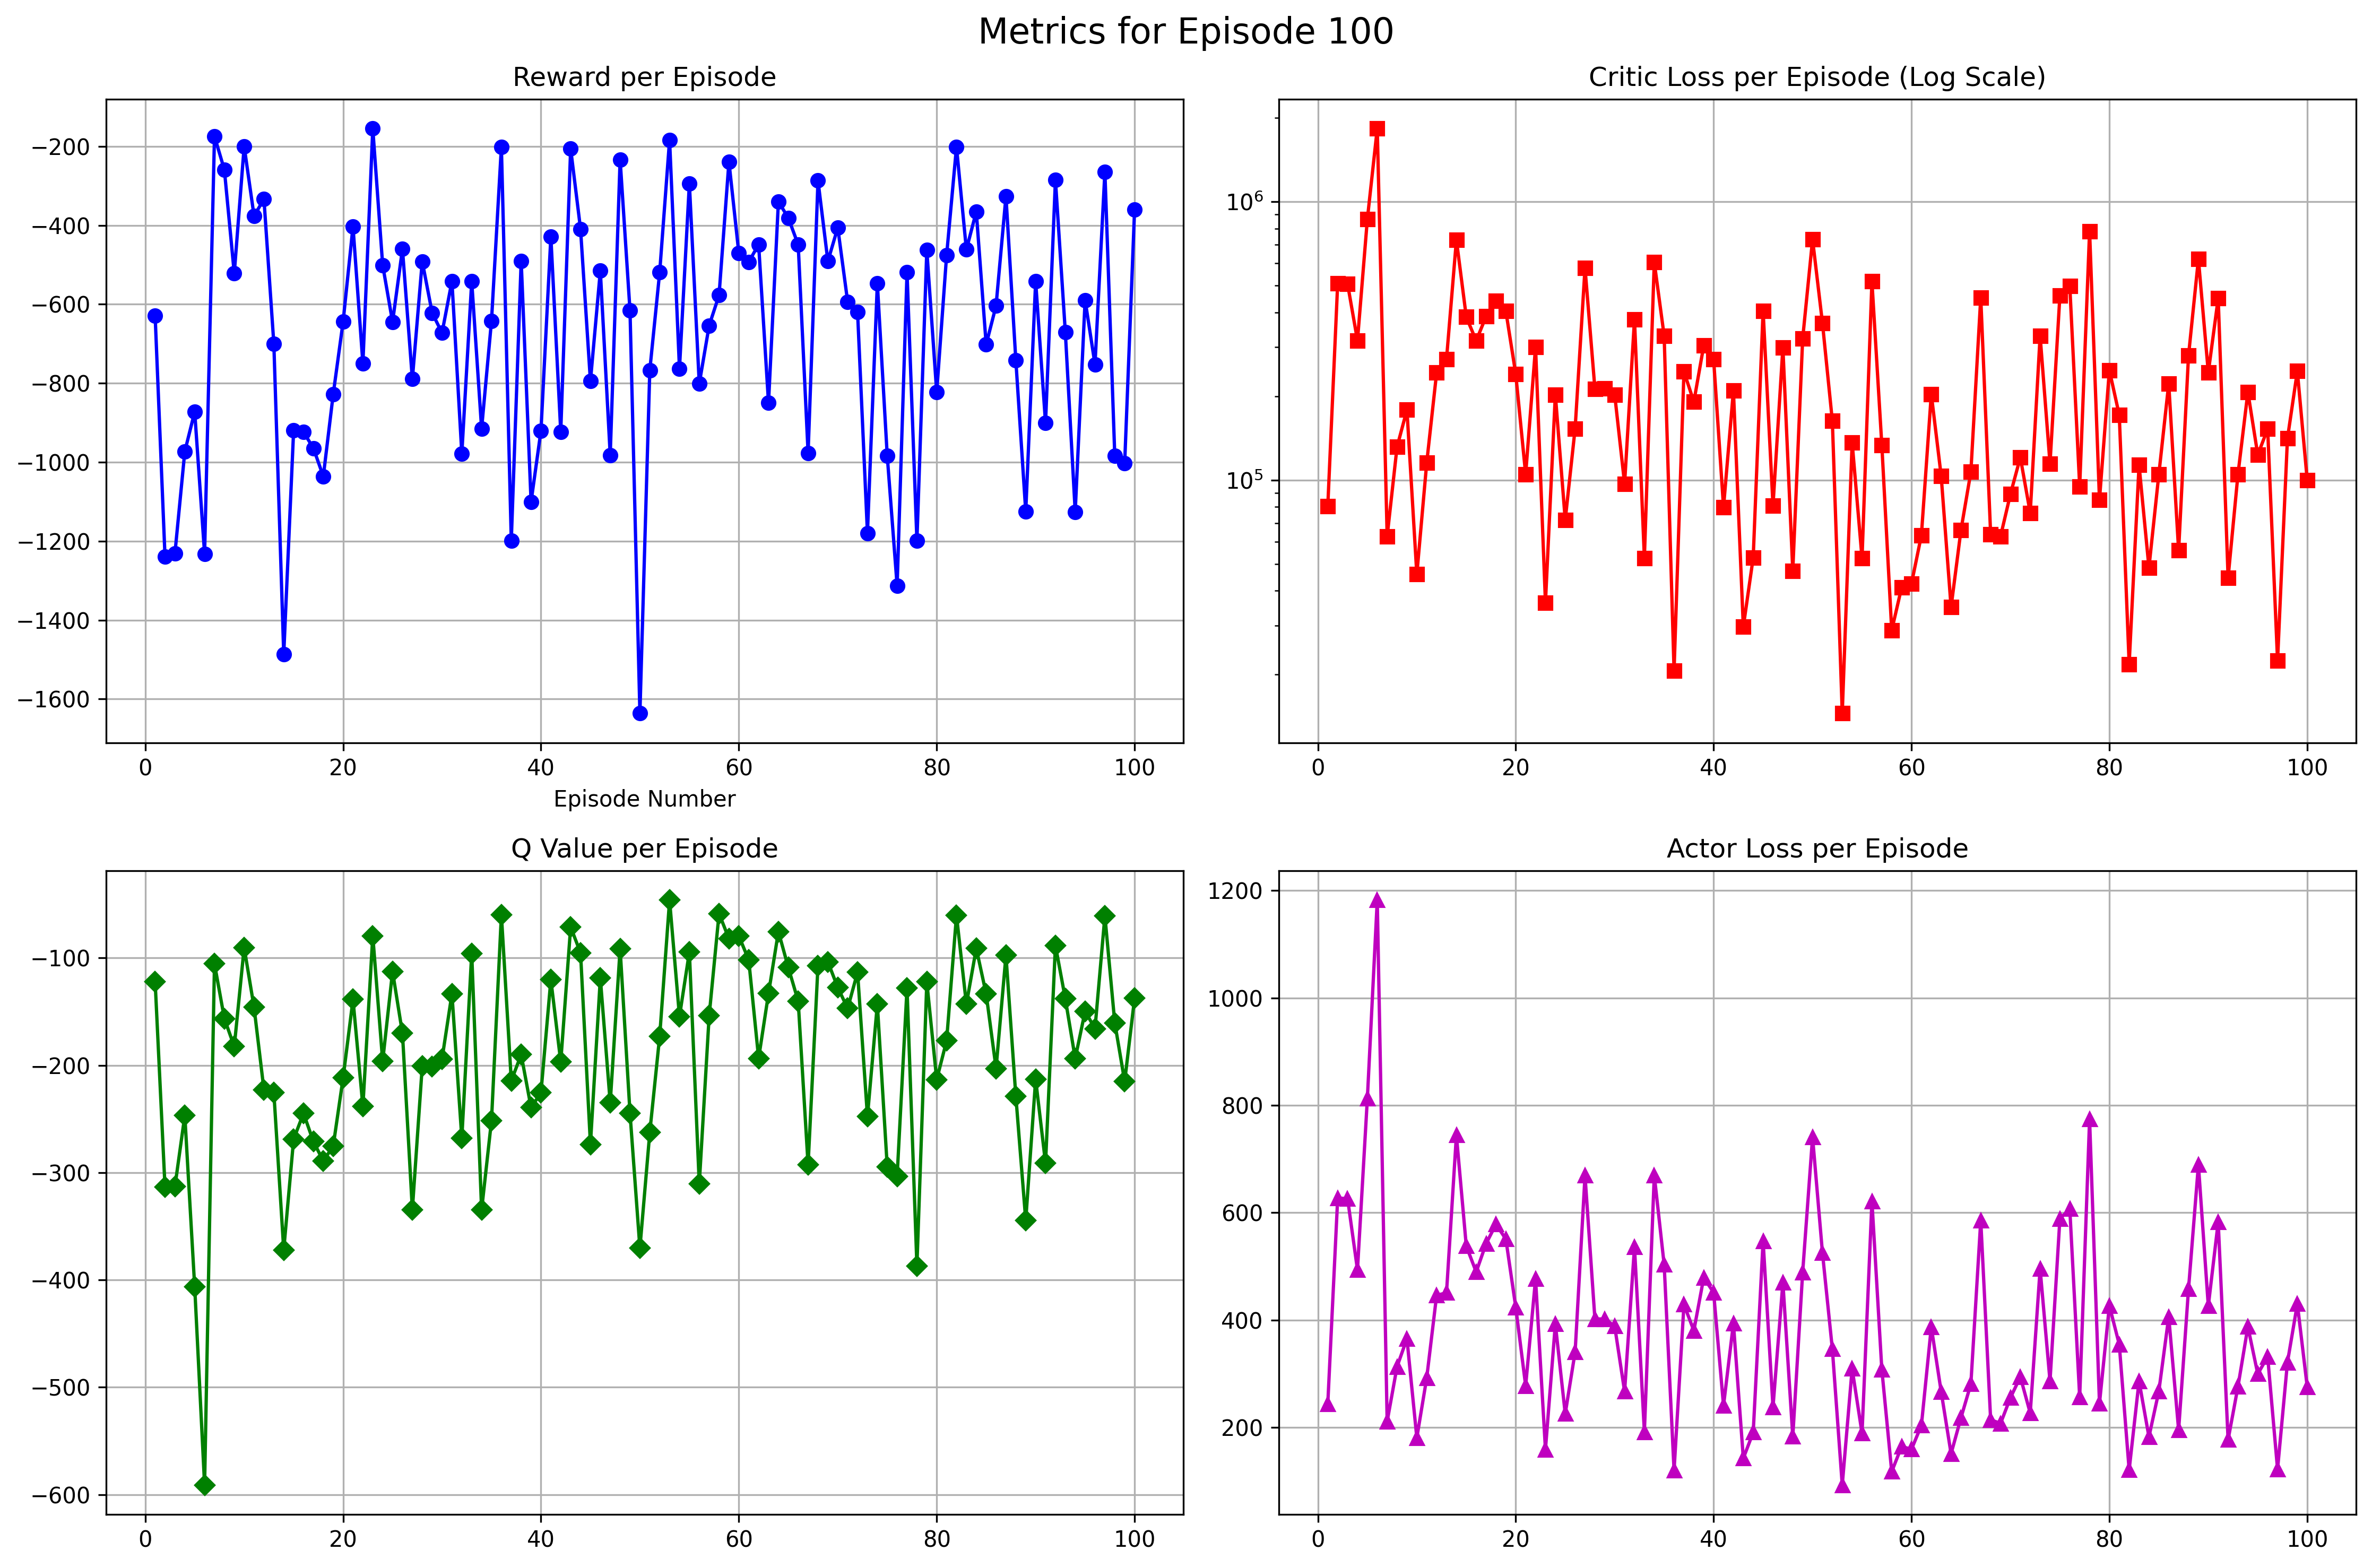 Metrics for Episode 100
Reward per Episode
−200
−400
−600
−800
−1000
−1200
−1400
−1600
0 20 40 60 80 100
Episode Number
Critic Loss per Episode (Log Scale)
10⁶
10⁵
0 20 40 60 80 100
Q Value per Episode
−100
−200
−300
−400
−500
−600
0 20 40 60 80 100
Actor Loss per Episode
1200
1000
800
600
400
200
0 20 40 60 80 100